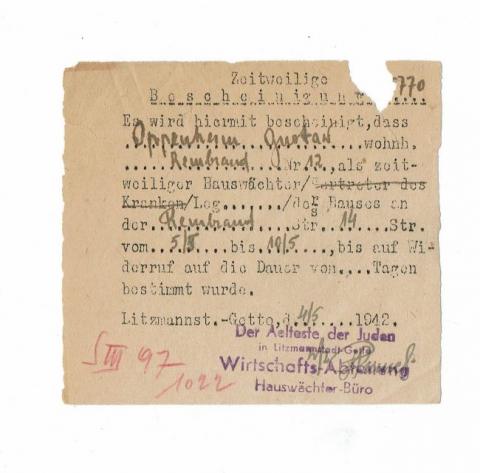 Zeitweilige
Bescheinigung 770
Es wird hiermit bescheinigt, dass
Oppenheim Gustav wohnh.
Rembrand Nr. 12, als zeit-
weiliger Hauswächter/Vertreter des
Kranken/Leg....../des Hauses an
der Rembrand Str. 14 Str.
vom 5/5 bis 18/5, bis auf Wi-
derruf auf die Dauer von....Tagen
bestimmt wurde.
Litzmannst.-Getto, d. 4/5 1942.
Der Aelteste der Juden
in Litzmannstadt-Getto
Wirtschafts-Abteilung
Hauswächter-Büro
S III 97
1022